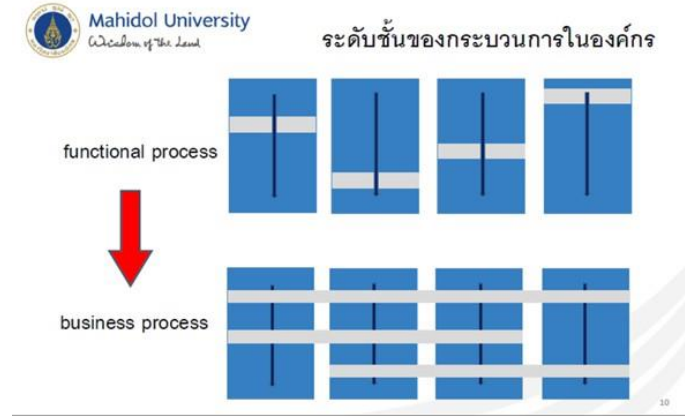 Mahidol University
Wisdom of the Land
ระดับชั้นของกระบวนการในองค์กร
functional process
business process
10